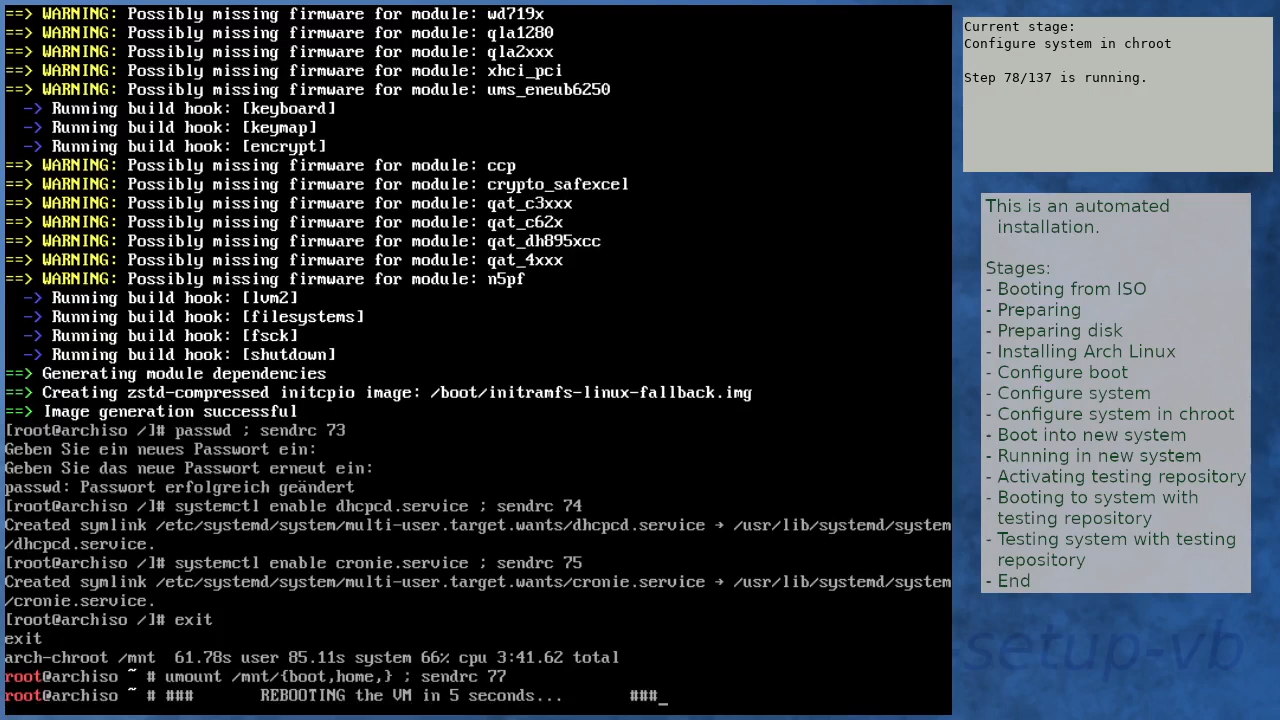 ==> WARNING: Possibly missing firmware for module: wd719x
==> WARNING: Possibly missing firmware for module: qla1280
==> WARNING: Possibly missing firmware for module: qla2xxx
==> WARNING: Possibly missing firmware for module: xhci_pci
==> WARNING: Possibly missing firmware for module: ums_eneub6250
  -> Running build hook: [keyboard]
  -> Running build hook: [keymap]
  -> Running build hook: [encrypt]
==> WARNING: Possibly missing firmware for module: ccp
==> WARNING: Possibly missing firmware for module: crypto_safexcel
==> WARNING: Possibly missing firmware for module: qat_c3xxx
==> WARNING: Possibly missing firmware for module: qat_c62x
==> WARNING: Possibly missing firmware for module: qat_dh895xcc
==> WARNING: Possibly missing firmware for module: qat_4xxx
==> WARNING: Possibly missing firmware for module: n5pf
  -> Running build hook: [lvm2]
  -> Running build hook: [filesystems]
  -> Running build hook: [fsck]
  -> Running build hook: [shutdown]
==> Generating module dependencies
==> Creating zstd-compressed initcpio image: /boot/initramfs-linux-fallback.img
==> Image generation successful
[root@archiso /]# passwd ; sendrc 73
Geben Sie ein neues Passwort ein:
Geben Sie das neue Passwort erneut ein:
passwd: Passwort erfolgreich geändert
[root@archiso /]# systemctl enable dhcpcd.service ; sendrc 74
Created symlink /etc/systemd/system/multi-user.target.wants/dhcpcd.service → /usr/lib/systemd/system
/dhcpcd.service.
[root@archiso /]# systemctl enable cronie.service ; sendrc 75
Created symlink /etc/systemd/system/multi-user.target.wants/cronie.service → /usr/lib/systemd/system
/cronie.service.
[root@archiso /]# exit
exit
arch-chroot /mnt  61.78s user 85.11s system 66% cpu 3:41.62 total
root@archiso ~ # umount /mnt/{boot,home,} ; sendrc 77
root@archiso ~ # ###       REBOOTING the VM in 5 seconds...       ###_
Current stage:
Configure system in chroot
Step 78/137 is running.
This is an automated
installation.
Stages:
- Booting from ISO
- Preparing
- Preparing disk
- Installing Arch Linux
- Configure boot
- Configure system
- Configure system in chroot
- Boot into new system
- Running in new system
- Activating testing repository
- Booting to system with
testing repository
- Testing system with testing
repository
- End
setup-vb